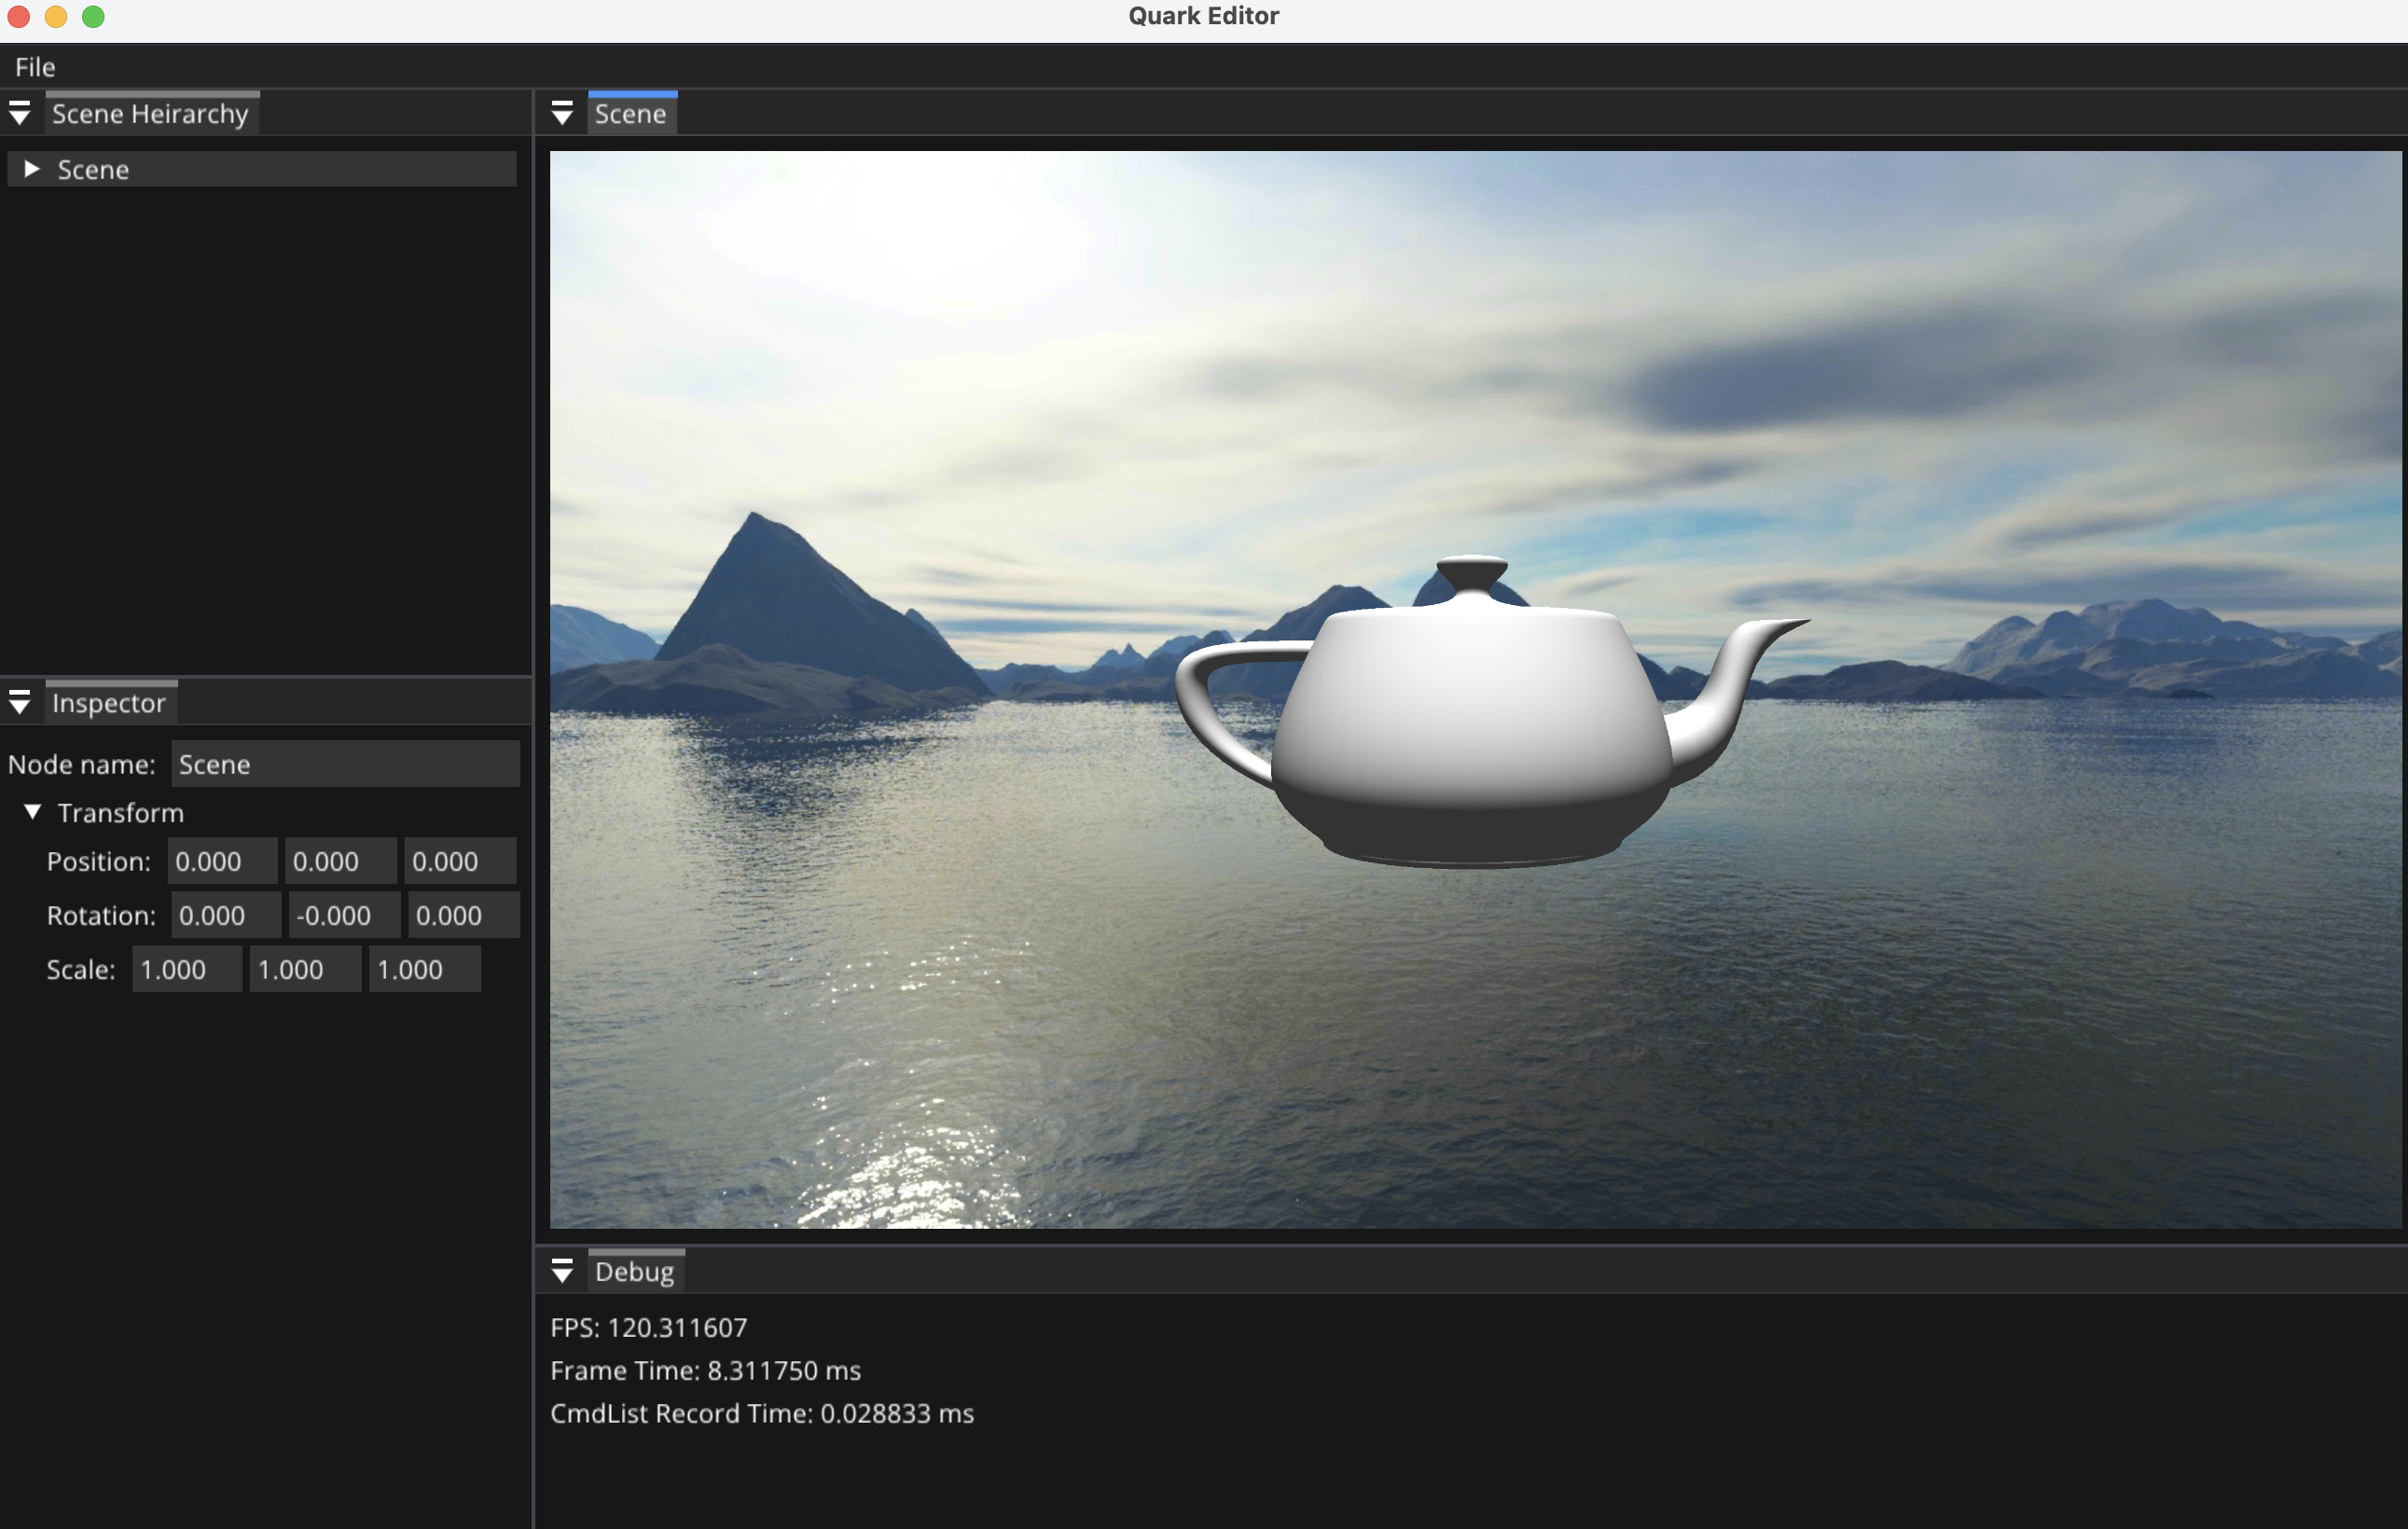 Quark Editor
File
Scene Heirarchy
Scene
Inspector
Node name: Scene
Transform
Position: 0.000 0.000 0.000
Rotation: 0.000 -0.000 0.000
Scale: 1.000 1.000 1.000
Scene
Debug
FPS: 120.311607
Frame Time: 8.311750 ms
CmdList Record Time: 0.028833 ms